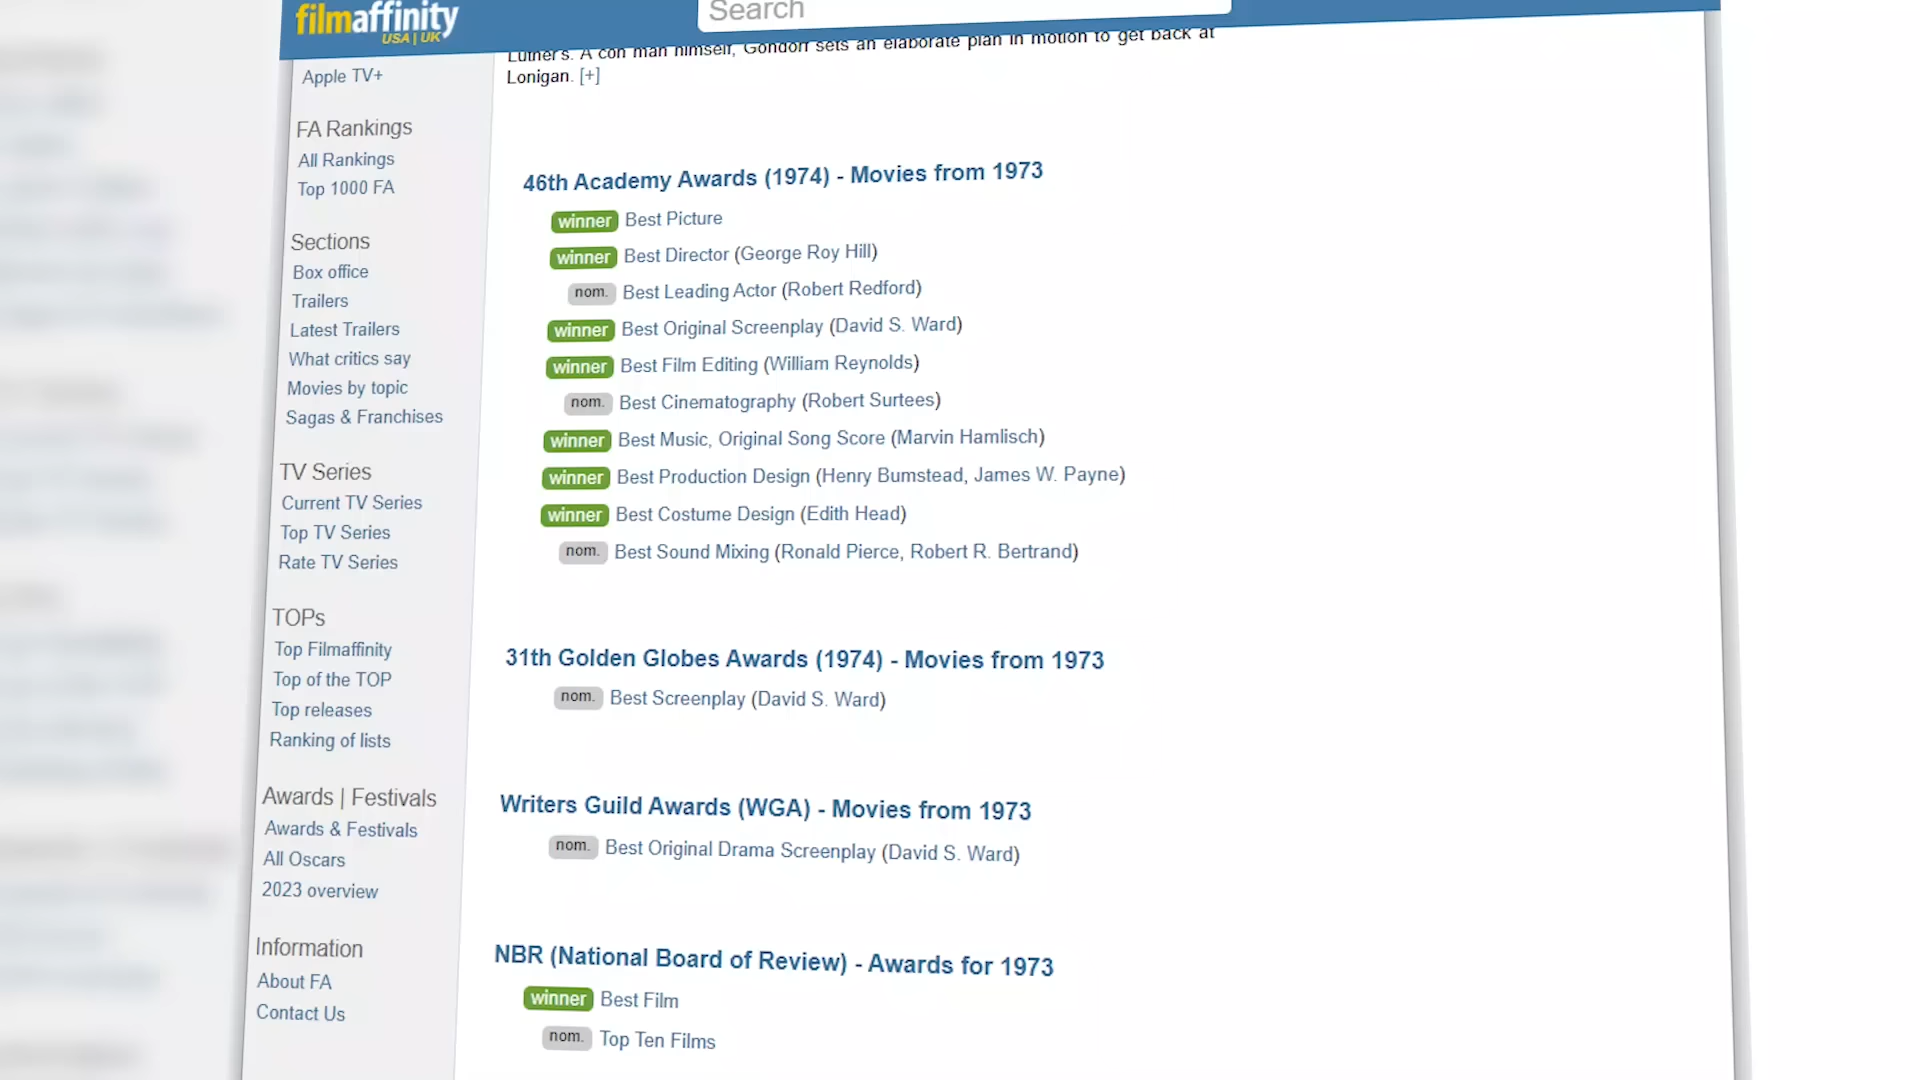 filmaffinity
USA | UK
Search
Luther's. A con man himself, Gondorf sets an elaborate plan in motion to get back at
Lonigan. [+]
Apple TV+
FA Rankings
All Rankings
Top 1000 FA
Sections
Box office
Trailers
Latest Trailers
What critics say
Movies by topic
Sagas & Franchises
TV Series
Current TV Series
Top TV Series
Rate TV Series
TOPs
Top Filmaffinity
Top of the TOP
Top releases
Ranking of lists
Awards | Festivals
Awards & Festivals
All Oscars
2023 overview
Information
About FA
Contact Us
46th Academy Awards (1974) - Movies from 1973
winner Best Picture
winner Best Director (George Roy Hill)
nom. Best Leading Actor (Robert Redford)
winner Best Original Screenplay (David S. Ward)
winner Best Film Editing (William Reynolds)
nom. Best Cinematography (Robert Surtees)
winner Best Music, Original Song Score (Marvin Hamlisch)
winner Best Production Design (Henry Bumstead, James W. Payne)
winner Best Costume Design (Edith Head)
nom. Best Sound Mixing (Ronald Pierce, Robert R. Bertrand)
31th Golden Globes Awards (1974) - Movies from 1973
nom. Best Screenplay (David S. Ward)
Writers Guild Awards (WGA) - Movies from 1973
nom. Best Original Drama Screenplay (David S. Ward)
NBR (National Board of Review) - Awards for 1973
winner Best Film
nom. Top Ten Films